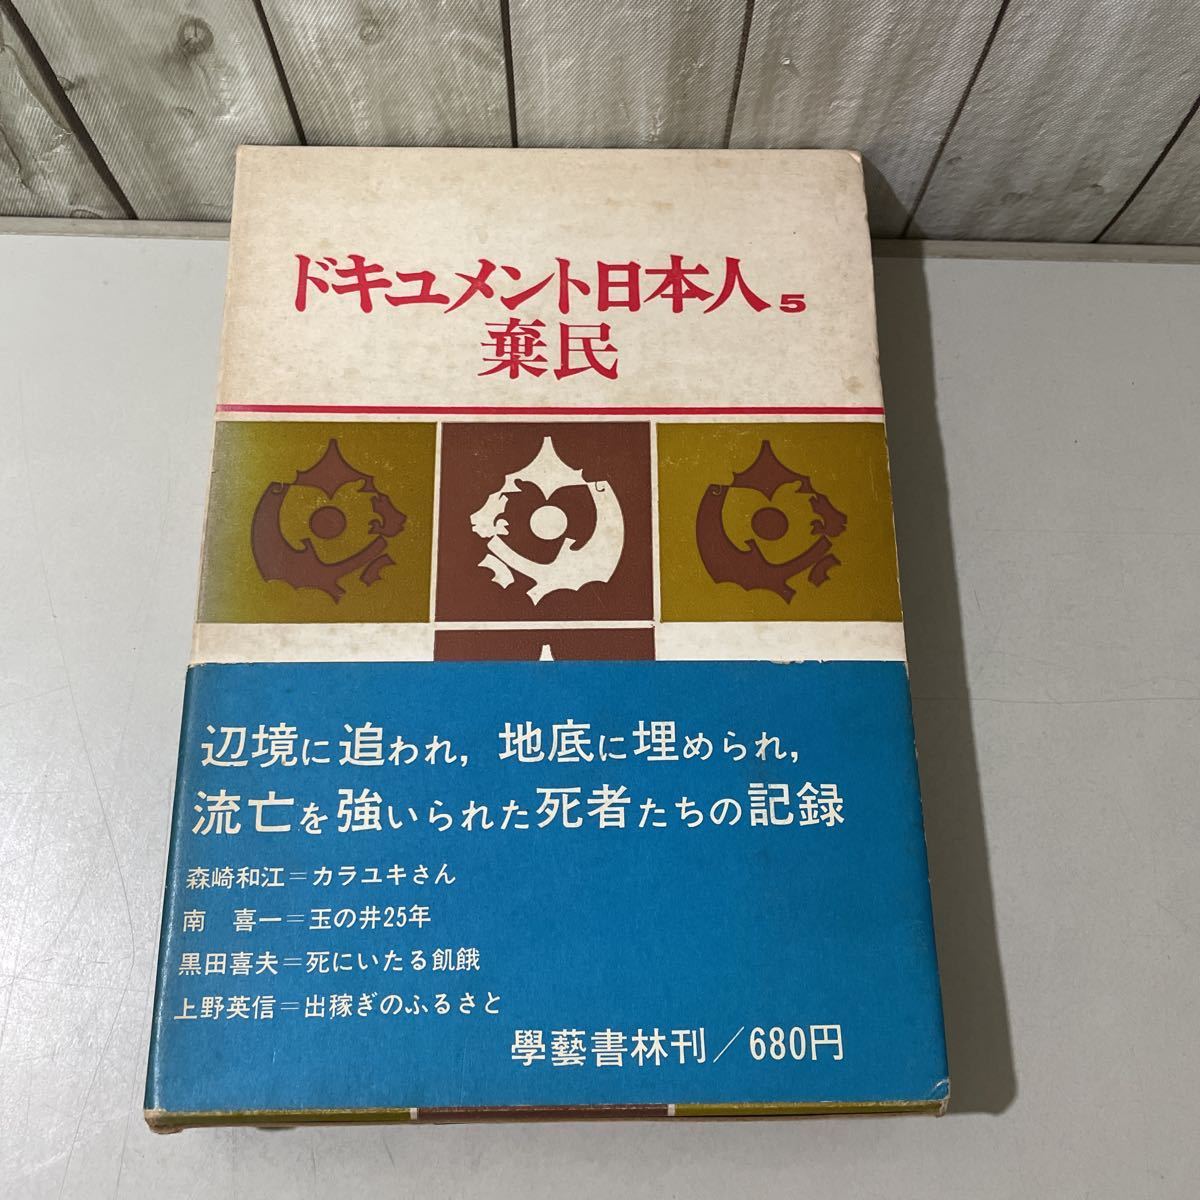 ドキュメント日本人5
棄民
辺境に追われ，地底に埋められ，
流亡を強いられた死者たちの記録
森崎和江＝カラユキさん
南　喜一＝玉の井25年
黒田喜夫＝死にいたる飢餓
上野英信＝出稼ぎのふるさと
學藝書林刊／680円